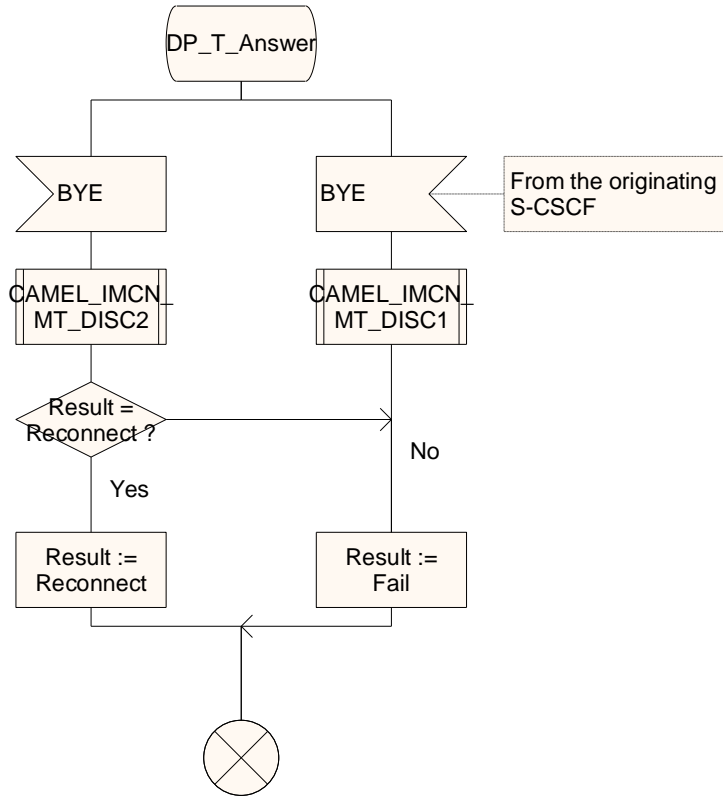 DP_T_Answer
BYE
BYE
From the originating
S-CSCF
CAMEL_IMCN_
MT_DISC2
CAMEL_IMCN_
MT_DISC1
Result =
Reconnect ?
No
Yes
Result :=
Reconnect
Result :=
Fail